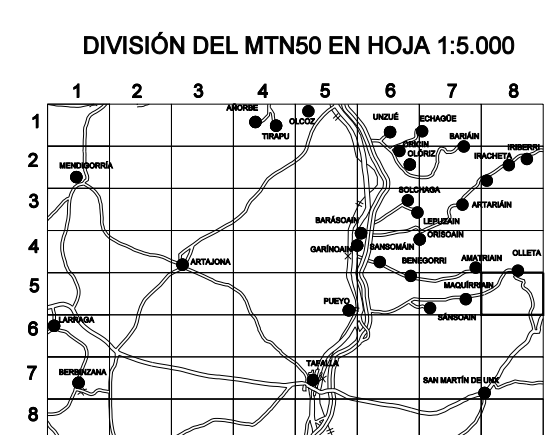 DIVISIÓN DEL MTN50 EN HOJA 1:5.000
1 2 3 4 5 6 7 8
1
AÑORBE
TIRAPU
OLCOZ
UNZUÉ
ECHAGÜE
ORICIN
BARIÁIN
2
MENDIGORRÍA
OLÓRIZ
IRACHETA
IRIBERRI
3
SOLCHAGA
LEPUZAIN
ARTARIÁIN
BARÁSOAIN
4
GARÍNOAIN
SANSOMÁIN
ORISOAIN
ARTAJONA
BENEGORRI
AMATRIAIN
OLLETA
5
MAQUÍRRIAIN
PUEYO
SÁNSOAIN
6
LARRAGA
7
BERBINZANA
TAFALLA
SAN MARTÍN DE UNX
8